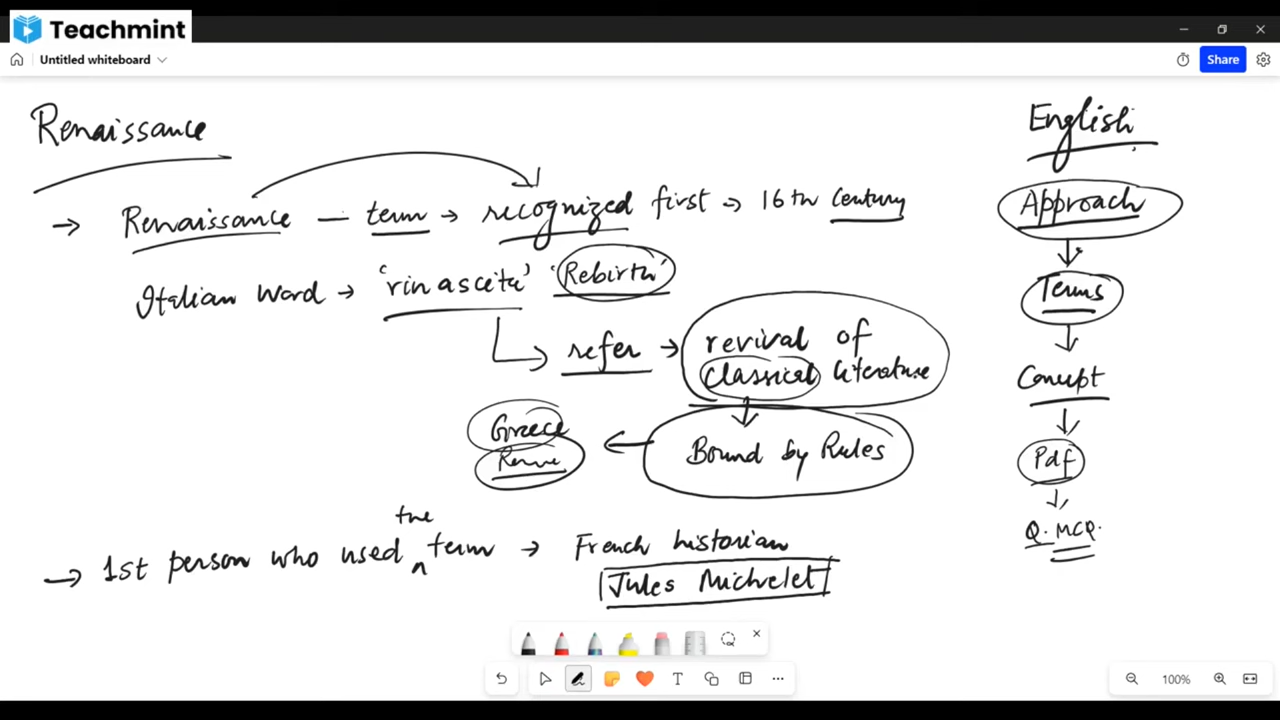 Teachmint
Untitled whiteboard
Share
Renaissance
→ Renaissance — term → recognized first → 16th Century
Italian Word → 'rinascita' 'Rebirth'
refer → revival of
Classical literature
Bound by Rules
Greece
Rome
→ 1st person who used the term → French historian
Jules Michelet
English
Approach
Terms
Concept
Pdf
Q. MCQ.
100%